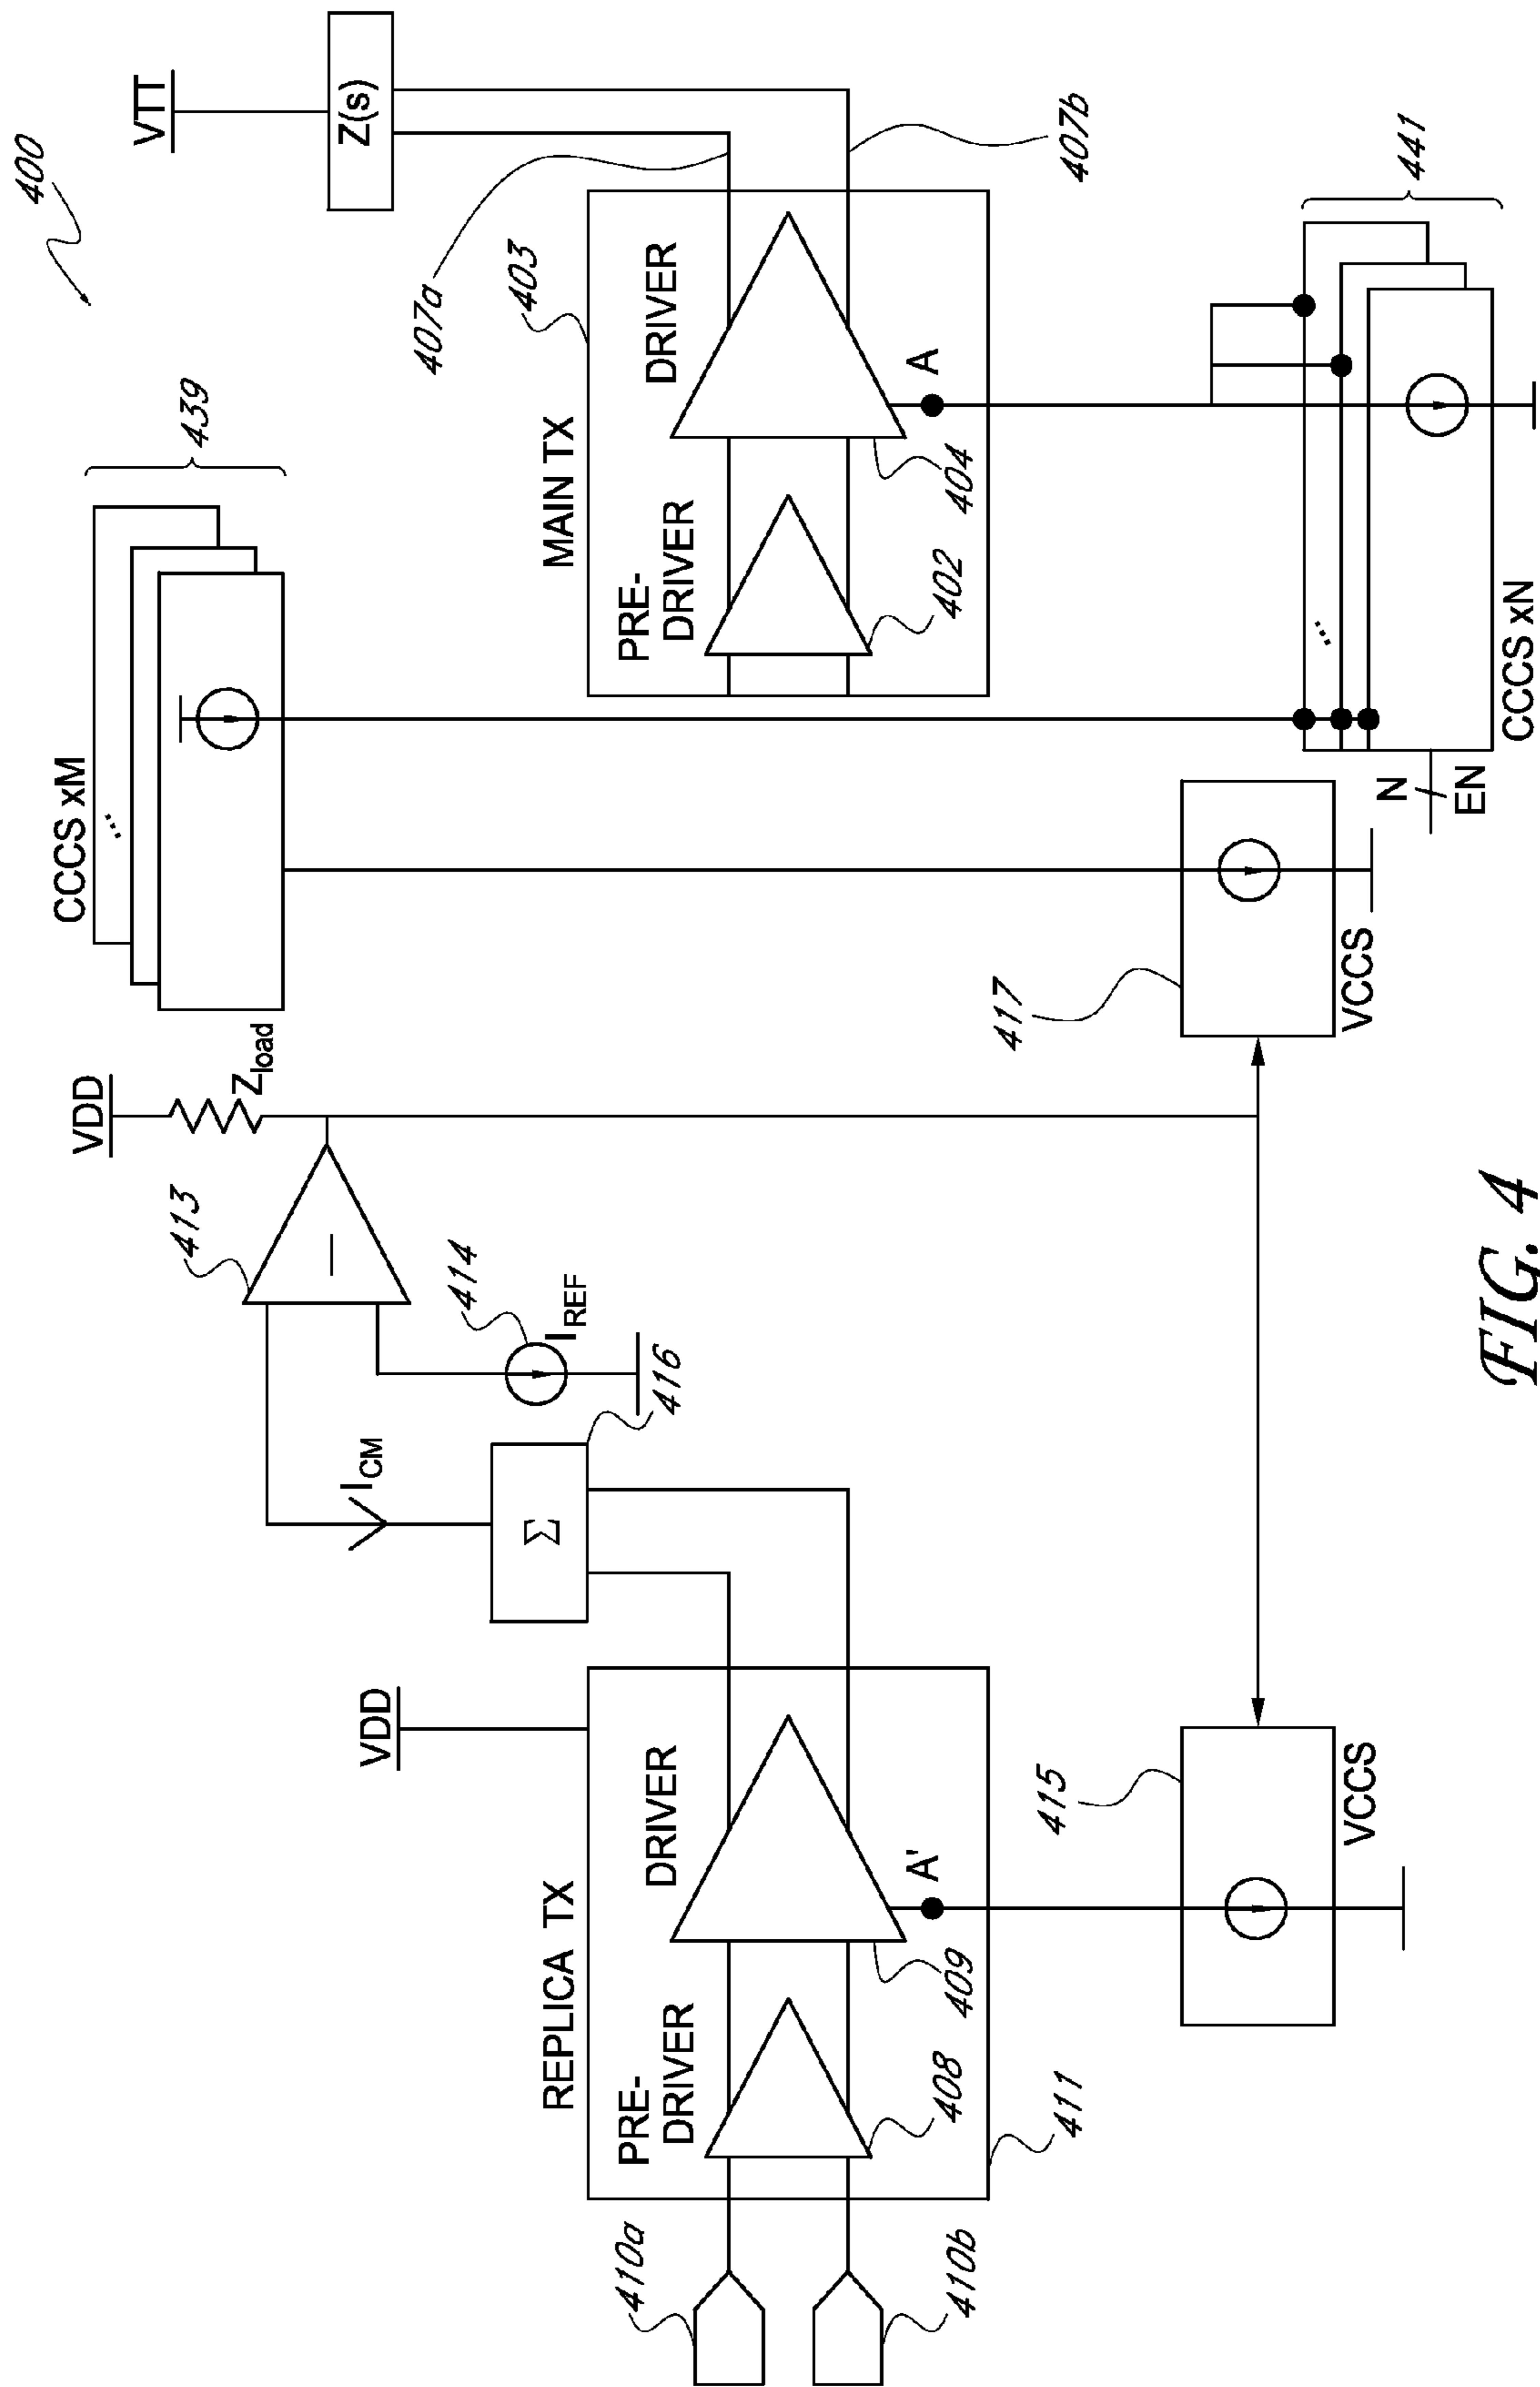 400
VTT
Z(s)
407a
407b
MAIN TX
403
PRE-
DRIVER
DRIVER
402
404
A
CCCS xM
...
439
441
...
N
EN
CCCS xN
VDD
Zload
413
—
414
IREF
ICM
416
Σ
417
VCCS
VDD
REPLICA TX
PRE-
DRIVER
DRIVER
408
409
A'
411
410a
410b
415
VCCS
FIG. 4